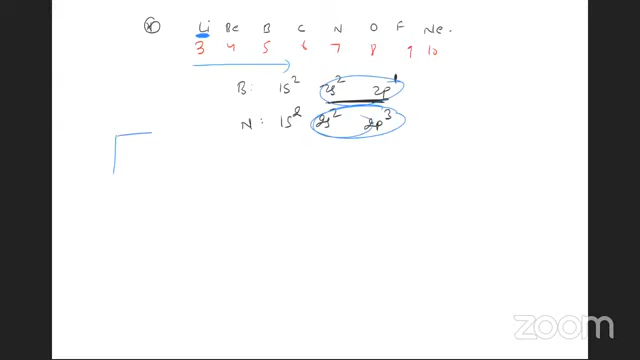 Li Be B C N O F Ne.
3 4 5 6 7 8 9 10
B: 1S² 2s² 2p¹
N: 1S² 2s² 2p³
zoom